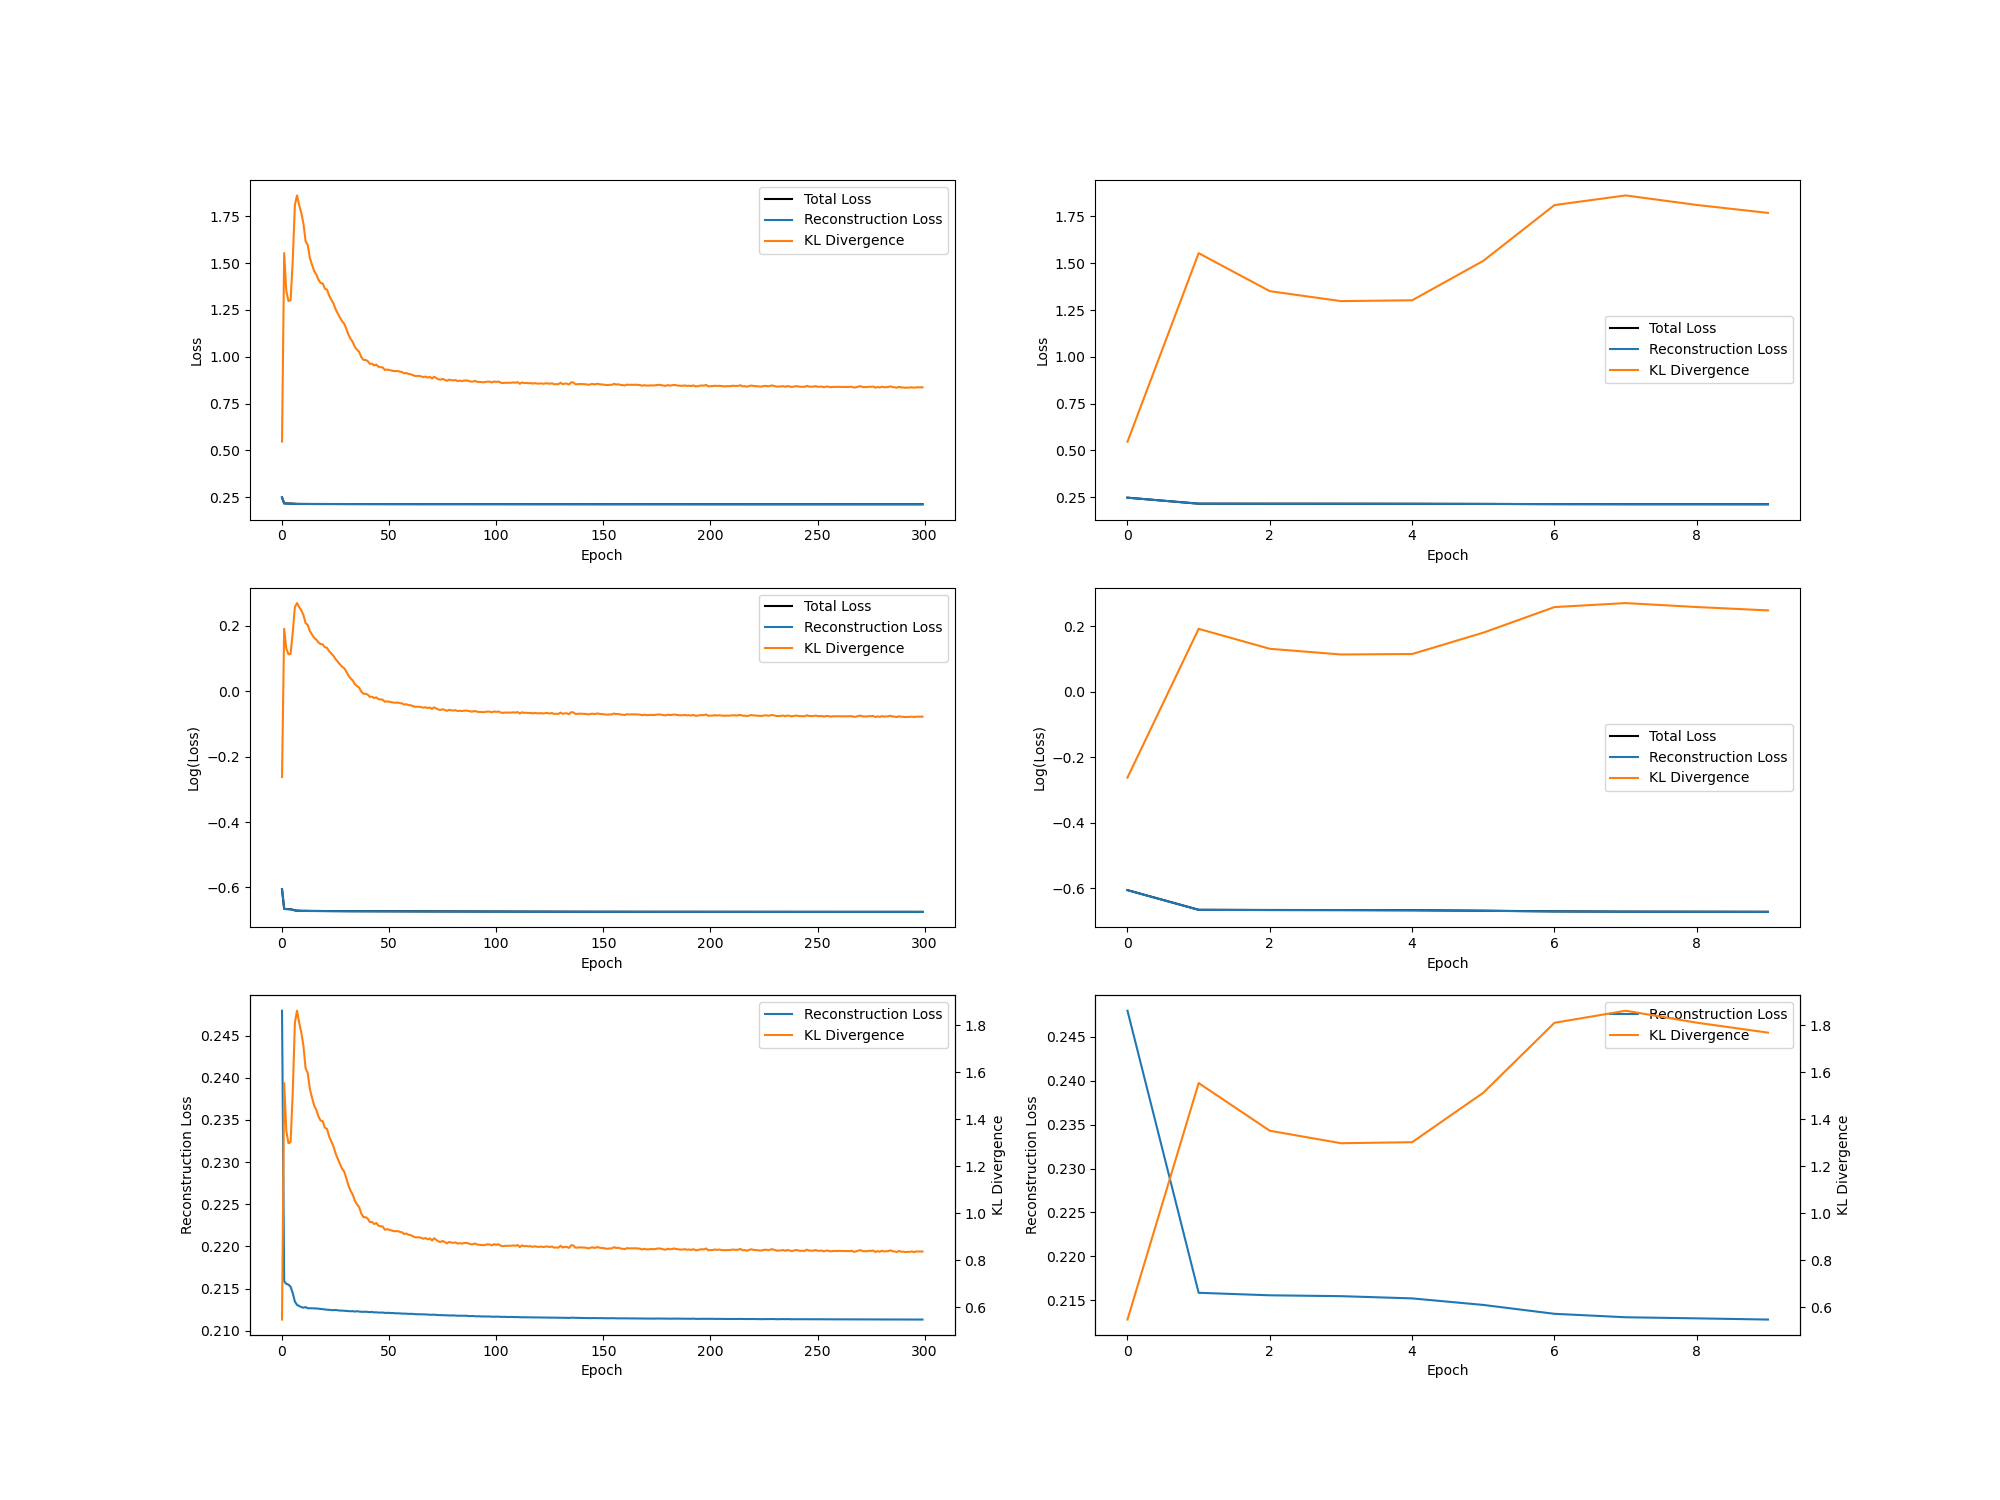 Total Loss
Reconstruction Loss
KL Divergence
1.75
1.50
1.25
1.00
0.75
0.50
0.25
Loss
0 50 100 150 200 250 300
Epoch
Total Loss
Reconstruction Loss
KL Divergence
1.75
1.50
1.25
1.00
0.75
0.50
0.25
Loss
0 2 4 6 8
Epoch
Total Loss
Reconstruction Loss
KL Divergence
0.2
0.0
−0.2
−0.4
−0.6
Log(Loss)
0 50 100 150 200 250 300
Epoch
Total Loss
Reconstruction Loss
KL Divergence
0.2
0.0
−0.2
−0.4
−0.6
Log(Loss)
0 2 4 6 8
Epoch
Reconstruction Loss
KL Divergence
0.245
0.240
0.235
0.230
0.225
0.220
0.215
0.210
Reconstruction Loss
1.8
1.6
1.4
1.2
1.0
0.8
0.6
KL Divergence
0 50 100 150 200 250 300
Epoch
Reconstruction Loss
KL Divergence
0.245
0.240
0.235
0.230
0.225
0.220
0.215
Reconstruction Loss
1.8
1.6
1.4
1.2
1.0
0.8
0.6
KL Divergence
0 2 4 6 8
Epoch